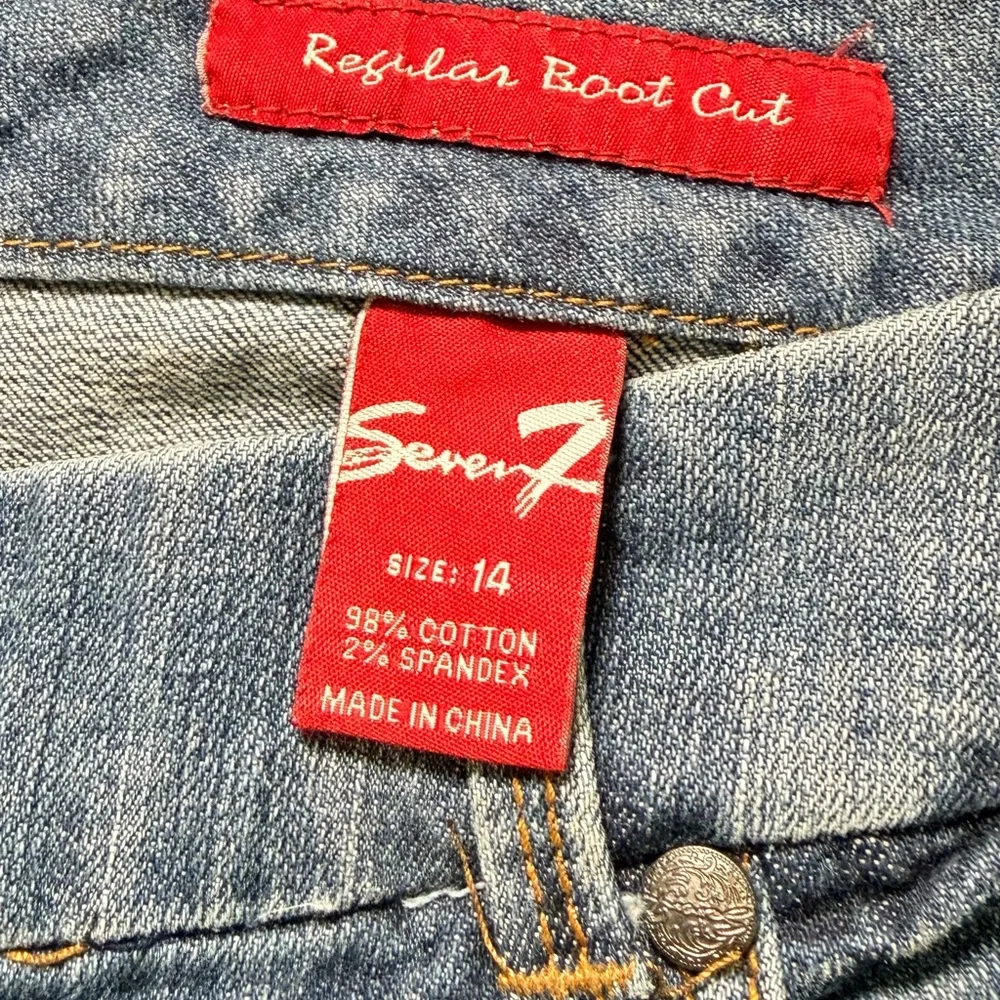 Regular Boot Cut
Seven7
SIZE: 14
98% COTTON
2% SPANDEX
MADE IN CHINA